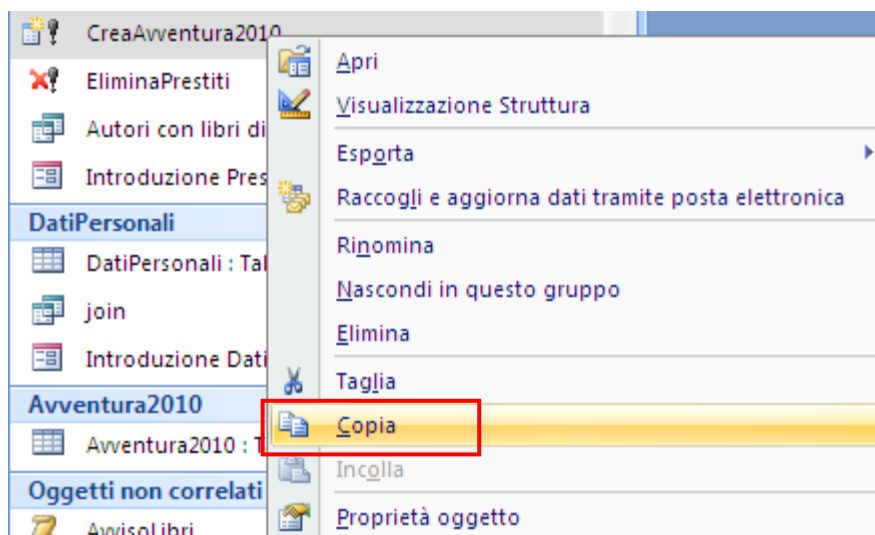 CreaAvventura2010
EliminaPrestiti
Autori con libri di
Introduzione Pres
DatiPersonali
DatiPersonali : Tal
join
Introduzione Dati
Avventura2010
Avventura2010 : T
Oggetti non correlati
AvvisoLibri
Apri
Visualizzazione Struttura
Esporta
Raccogli e aggiorna dati tramite posta elettronica
Rinomina
Nascondi in questo gruppo
Elimina
Taglia
Copia
Incolla
Proprietà oggetto